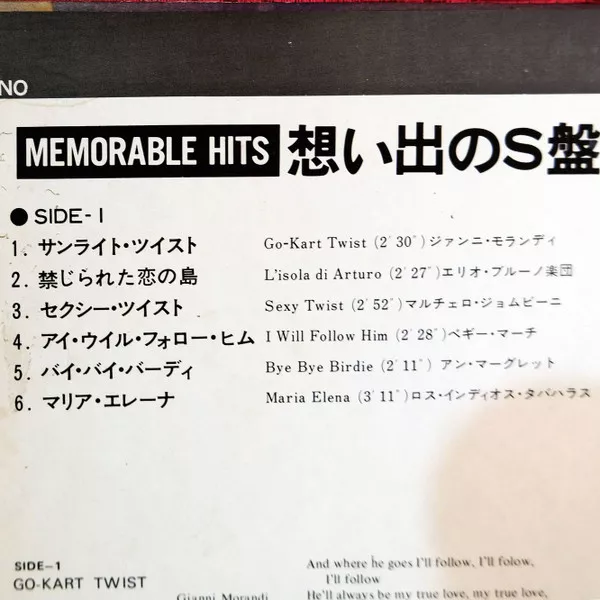 NO
MEMORABLE HITS 想い出のS盤
● SIDE-1
1. サンライト・ツイスト Go-Kart Twist (2′30″) ジァンニ・モランディ
2. 禁じられた恋の島 L'isola di Arturo (2′27″) エリオ・ブルーノ楽団
3. セクシー・ツイスト Sexy Twist (2′52″) マルチェロ・ジョムビーニ
4. アイ・ウイル・フォロー・ヒム I Will Follow Him (2′28″) ペギー・マーチ
5. バイ・バイ・バーディ Bye Bye Birdie (2′11″) アン・マーグレット
6. マリア・エレーナ Maria Elena (3′11″) ロス・インディオス・タバハラス
SIDE-1
GO-KART TWIST
Gianni Morandi
And where he goes I'll follow, I'll folow,
I'll follow
He'll always be my true love, my true love,